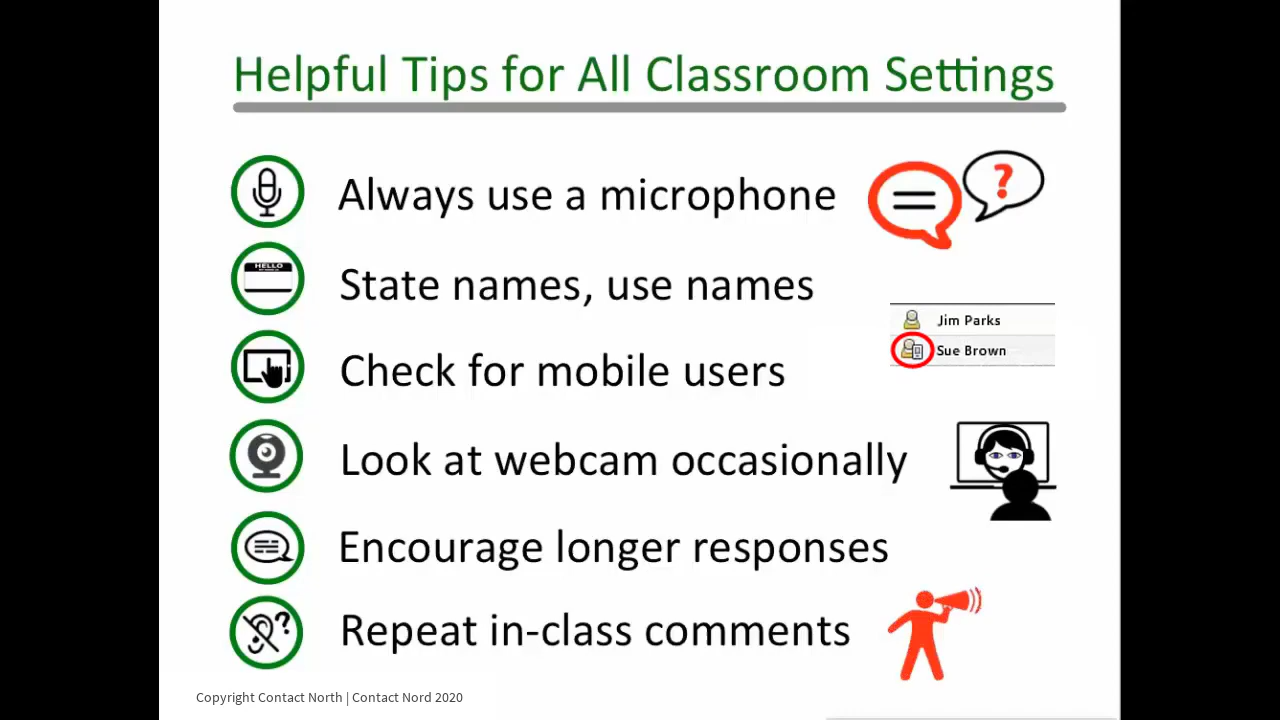 Helpful Tips for All Classroom Settings
Always use a microphone
?
HELLO
State names, use names
Jim Parks
Sue Brown
Check for mobile users
Look at webcam occasionally
Encourage longer responses
?
Repeat in-class comments
Copyright Contact North | Contact Nord 2020